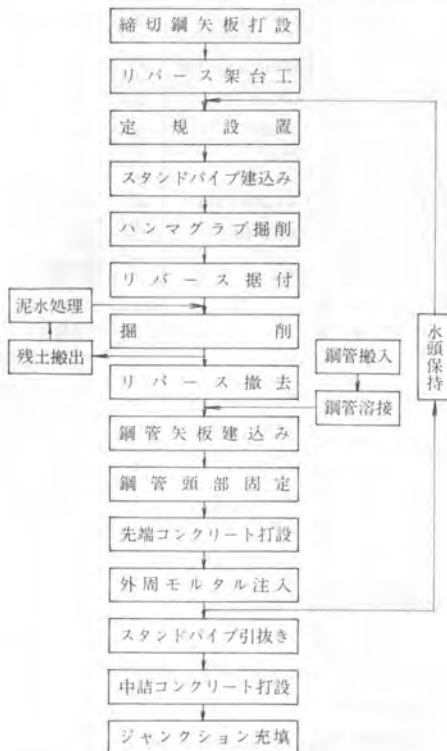 締切鋼矢板打設
リバース架台工
定規設置
スタンドパイプ建込み
ハンマグラブ掘削
リバース据付
泥水処理
掘削
残土搬出
鋼管搬入
水頭保持
リバース撤去
鋼管溶接
鋼管矢板建込み
鋼管頭部固定
先端コンクリート打設
外周モルタル注入
スタンドパイプ引抜き
中詰コンクリート打設
ジャンクション充填